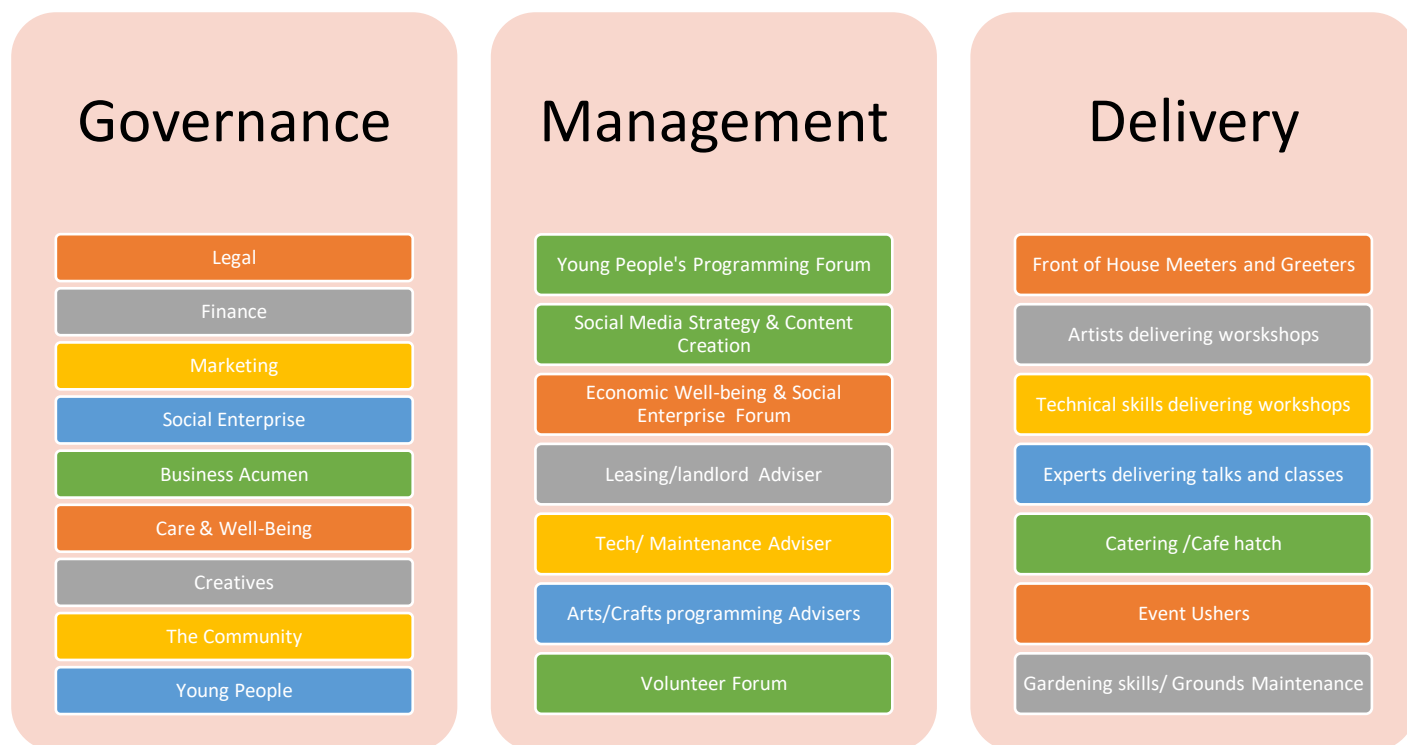 Governance
Legal
Finance
Marketing
Social Enterprise
Business Acumen
Care & Well-Being
Creatives
The Community
Young People
Management
Young People's Programming Forum
Social Media Strategy & Content
Creation
Economic Well-being & Social
Enterprise Forum
Leasing/landlord Adviser
Tech/ Maintenance Adviser
Arts/Crafts programming Advisers
Volunteer Forum
Delivery
Front of House Meeters and Greeters
Artists delivering worskshops
Technical skills delivering workshops
Experts delivering talks and classes
Catering /Cafe hatch
Event Ushers
Gardening skills/ Grounds Maintenance